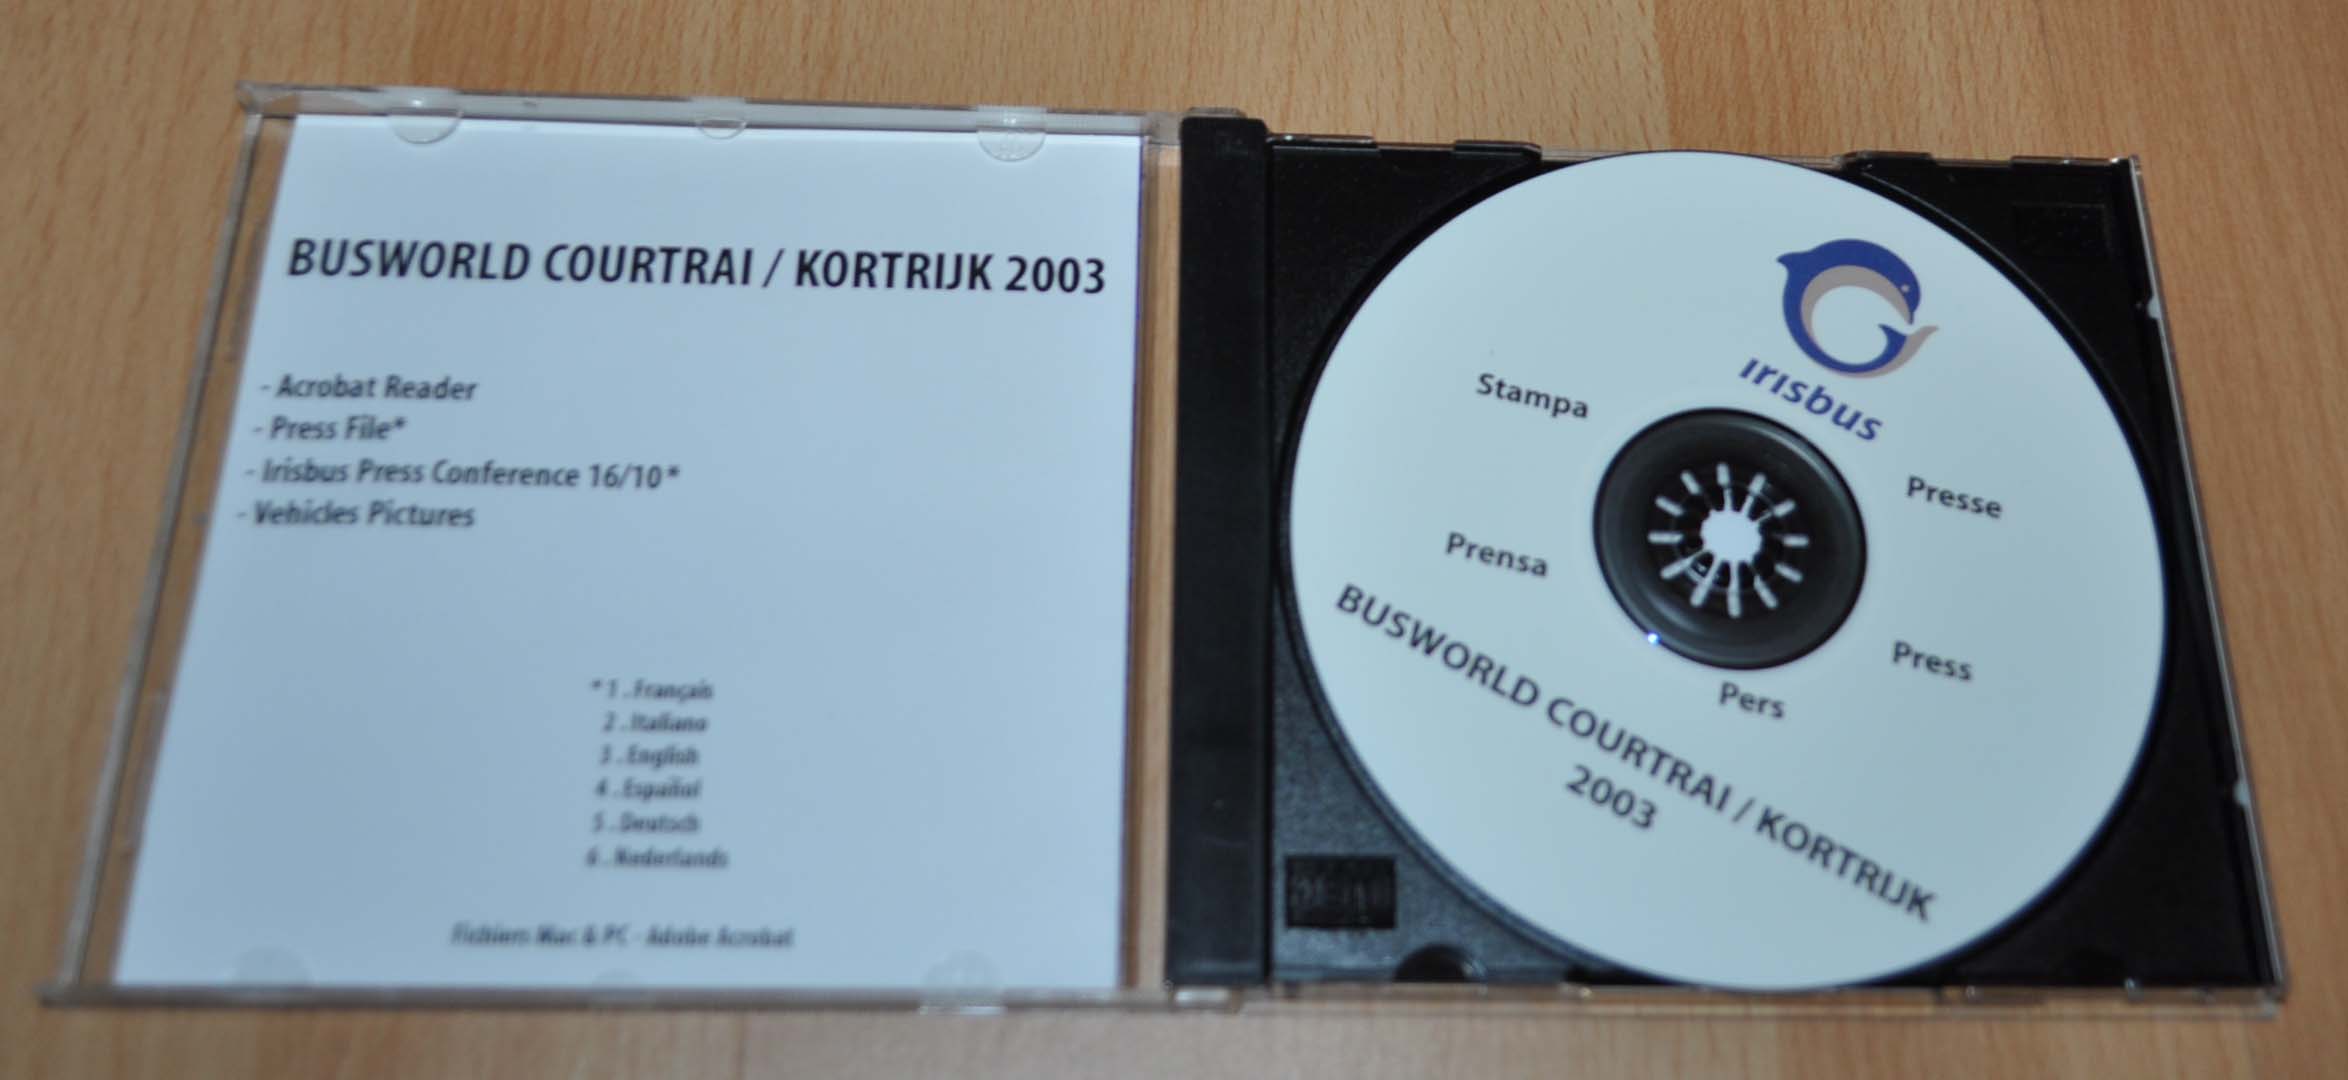 BUSWORLD COURTRAI / KORTRIJK 2003
- Acrobat Reader
- Press File*
- Irisbus Press Conference 16/10*
- Vehicles Pictures
* 1 . Français
2 . Italiano
3 . English
4 . Español
5 . Deutsch
6 . Nederlands
Fichiers Mac & PC - Adobe Acrobat
irisbus
Stampa
Presse
Prensa
Press
Pers
BUSWORLD COURTRAI / KORTRIJK
2003